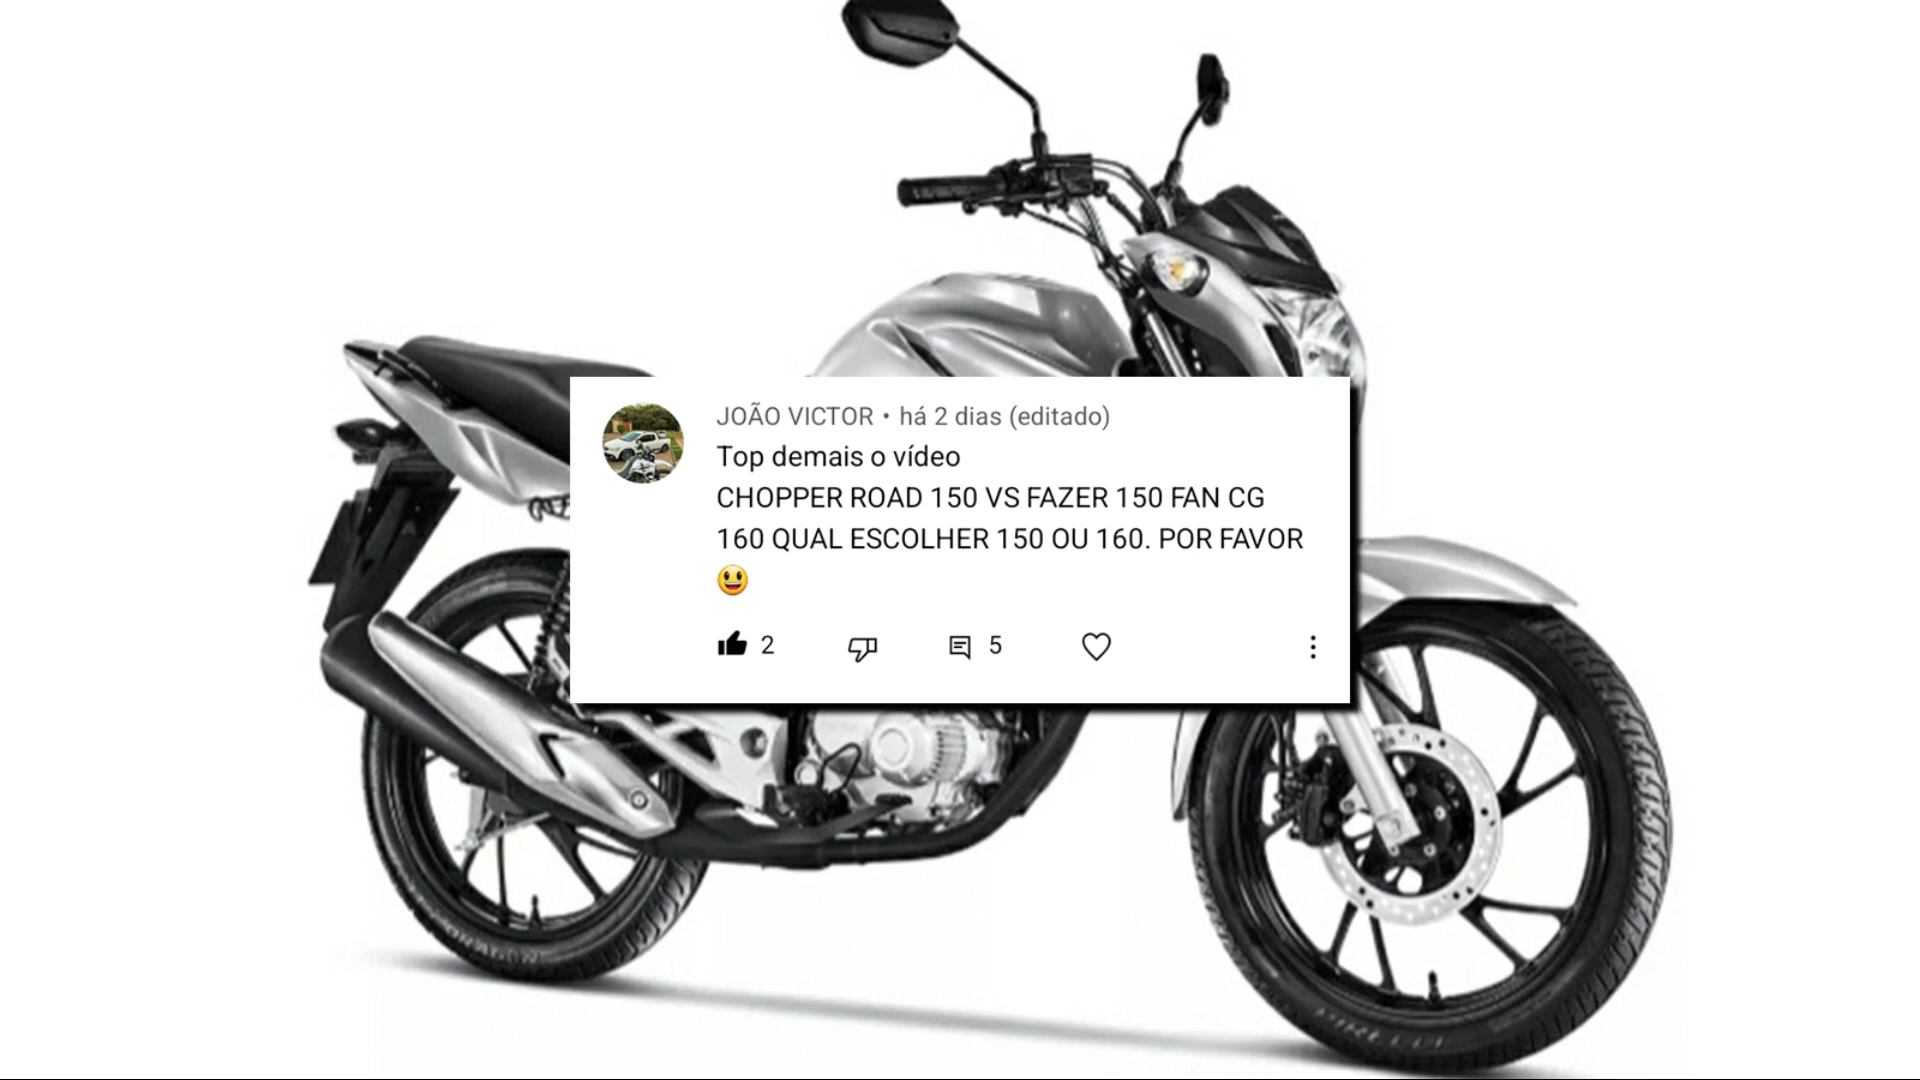 JOÃO VICTOR • há 2 dias (editado)
Top demais o vídeo
CHOPPER ROAD 150 VS FAZER 150 FAN CG
160 QUAL ESCOLHER 150 OU 160. POR FAVOR
😃
2
5